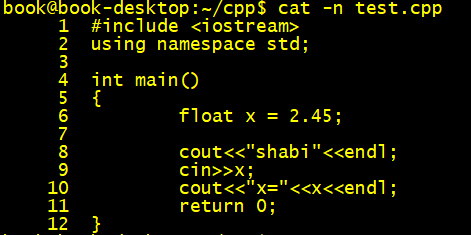 book@book-desktop:~/cpp$ cat -n test.cpp
1 #include <iostream>
2 using namespace std;
3
4 int main()
5 {
6 float x = 2.45;
7
8 cout<<"shabi"<<endl;
9 cin>>x;
10 cout<<"x="<<x<<endl;
11 return 0;
12 }